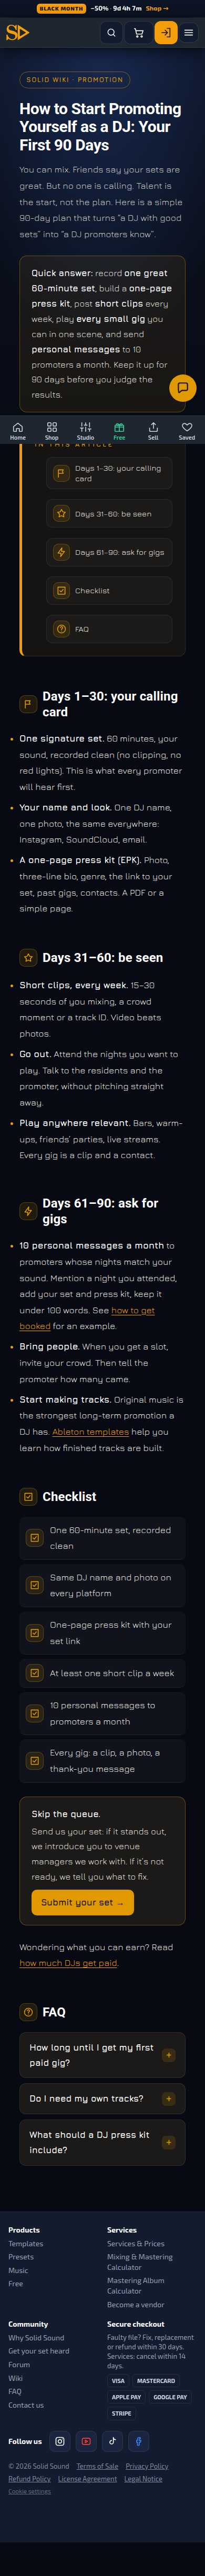 BLACK MONTH −50% · 9d 4h 7m Shop →
SOLID WIKI · PROMOTION
How to Start Promoting
Yourself as a DJ: Your
First 90 Days
You can mix. Friends say your sets are
great. But no one is calling. Talent is
the start, not the plan. Here is a simple
90-day plan that turns “a DJ with good
sets” into “a DJ promoters know”.
Quick answer: record one great
60-minute set, build a one-page
press kit, post short clips every
week, play every small gig you
can in one scene, and send
personal messages to 10
promoters a month. Keep it up for
90 days before you judge the
results.
Home
Shop
Studio
Free
Sell
Saved
IN THIS ARTICLE
Days 1–30: your calling
card
Days 31–60: be seen
Days 61–90: ask for gigs
Checklist
FAQ
Days 1–30: your calling
card
One signature set. 60 minutes, your
sound, recorded clean (no clipping, no
red lights). This is what every promoter
will hear first.
Your name and look. One DJ name,
one photo, the same everywhere:
Instagram, SoundCloud, email.
A one-page press kit (EPK). Photo,
three-line bio, genre, the link to your
set, past gigs, contacts. A PDF or a
simple page.
Days 31–60: be seen
Short clips, every week. 15–30
seconds of you mixing, a crowd
moment or a track ID. Video beats
photos.
Go out. Attend the nights you want to
play. Talk to the residents and the
promoter, without pitching straight
away.
Play anywhere relevant. Bars, warm-
ups, friends’ parties, live streams.
Every gig is a clip and a contact.
Days 61–90: ask for
gigs
10 personal messages a month to
promoters whose nights match your
sound. Mention a night you attended,
add your set and press kit, keep it
under 100 words. See how to get
booked for an example.
Bring people. When you get a slot,
invite your crowd. Then tell the
promoter how many came.
Start making tracks. Original music is
the strongest long-term promotion a
DJ has. Ableton templates help you
learn how finished tracks are built.
Checklist
One 60-minute set, recorded
clean
Same DJ name and photo on
every platform
One-page press kit with your
set link
At least one short clip a week
10 personal messages to
promoters a month
Every gig: a clip, a photo, a
thank-you message
Skip the queue.
Send us your set: if it stands out,
we introduce you to venue
managers we work with. If it’s not
ready, we tell you what to fix.
Submit your set →
Wondering what you can earn? Read
how much DJs get paid.
FAQ
How long until I get my first
paid gig?
Do I need my own tracks?
What should a DJ press kit
include?
Products
Templates
Presets
Music
Free
Services
Services & Prices
Mixing & Mastering
Calculator
Mastering Album
Calculator
Become a vendor
Community
Why Solid Sound
Get your set heard
Forum
Wiki
FAQ
Contact us
Secure checkout
Faulty file? Fix, replacement
or refund within 30 days.
Services: cancel within 14
days.
VISA
MASTERCARD
APPLE PAY
GOOGLE PAY
STRIPE
Follow us
© 2026 Solid Sound Terms of Sale Privacy Policy
Refund Policy License Agreement Legal Notice
Cookie settings